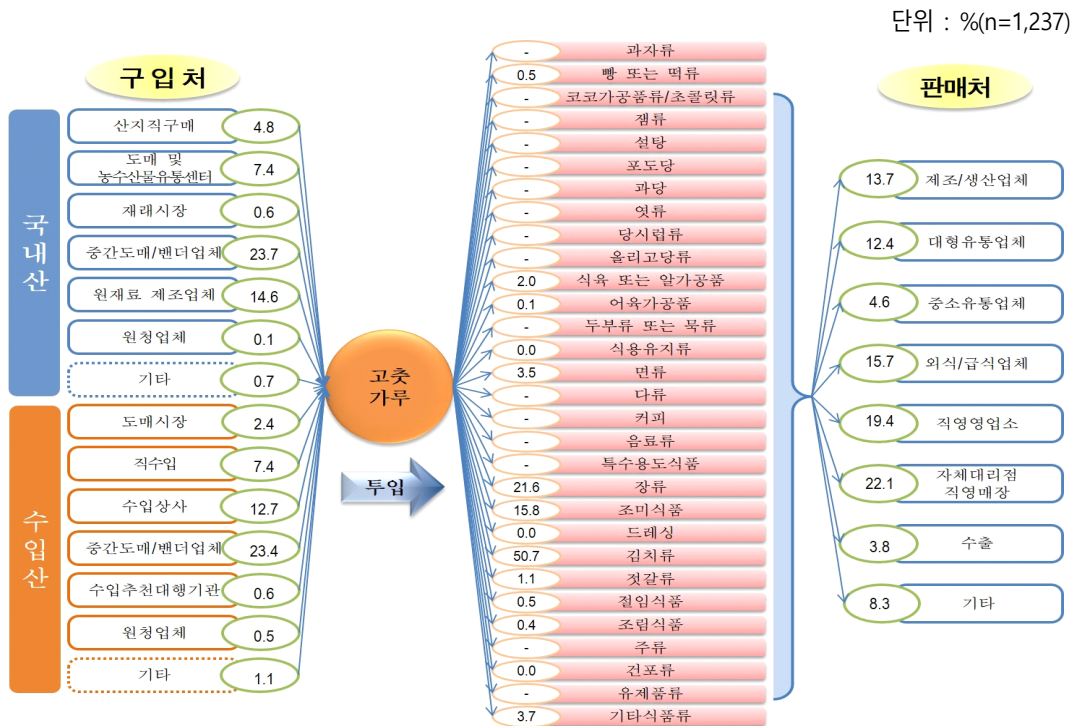 단위 : %(n=1,237)
구 입 처
국내산
산지직구매
4.8
도매 및
농수산물유통센터
7.4
재래시장
0.6
중간도매/밴더업체
23.7
원재료 제조업체
14.6
원청업체
0.1
기타
0.7
수입산
도매시장
2.4
직수입
7.4
수입상사
12.7
중간도매/밴더업체
23.4
수입추천대행기관
0.6
원청업체
0.5
기타
1.1
고춧
가루
투입
- 과자류
0.5 빵 또는 떡류
- 코코가공품류/초콜릿류
- 잼류
- 설탕
- 포도당
- 과당
- 엿류
- 당시럽류
- 올리고당류
2.0 식육 또는 알가공품
0.1 어육가공품
- 두부류 또는 묵류
0.0 식용유지류
3.5 면류
- 다류
- 커피
- 음료류
- 특수용도식품
21.6 장류
15.8 조미식품
0.0 드레싱
50.7 김치류
1.1 젓갈류
0.5 절임식품
0.4 조림식품
- 주류
0.0 건포류
- 유제품류
3.7 기타식품류
판매처
13.7 제조/생산업체
12.4 대형유통업체
4.6 중소유통업체
15.7 외식/급식업체
19.4 직영영업소
22.1 자체대리점
직영매장
3.8 수출
8.3 기타